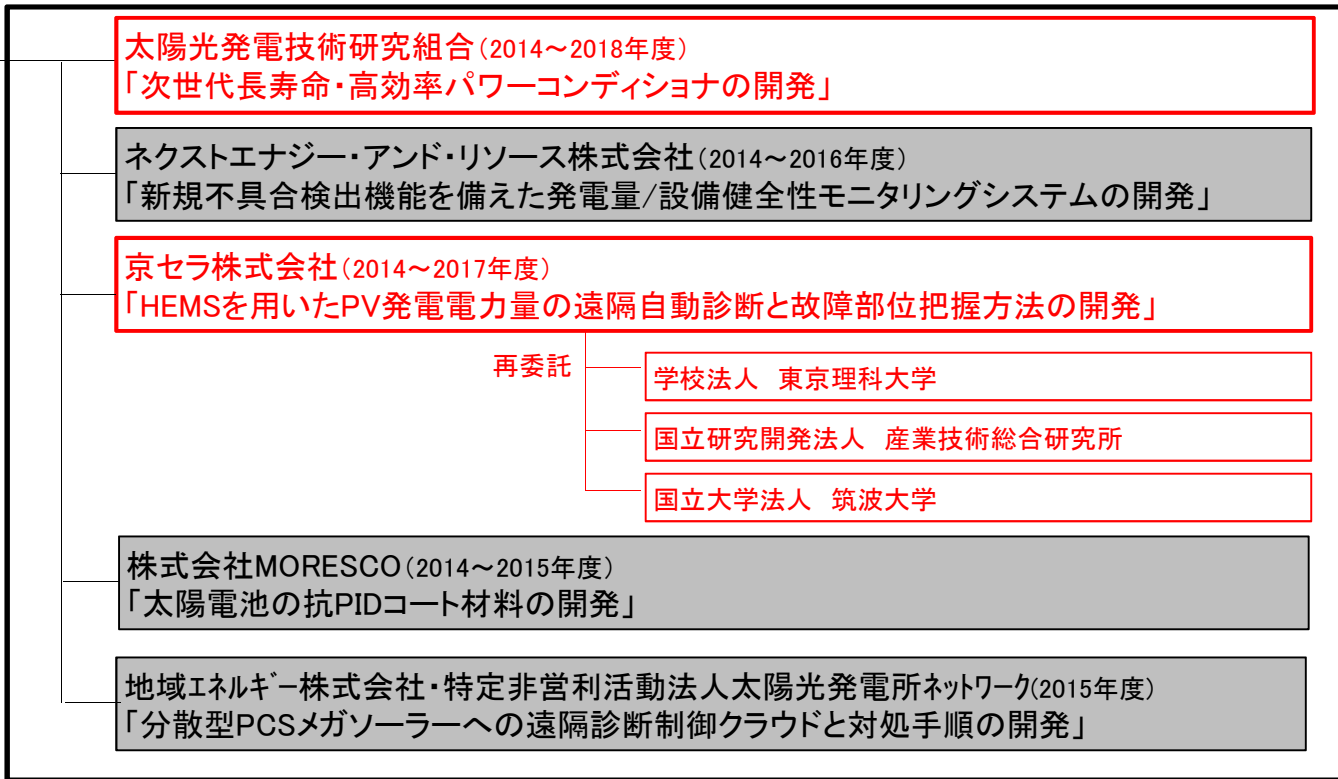 太陽光発電技術研究組合(2014～2018年度)
「次世代長寿命・高効率パワーコンディショナの開発」
ネクストエナジー・アンド・リソース株式会社(2014～2016年度)
「新規不具合検出機能を備えた発電量/設備健全性モニタリングシステムの開発」
京セラ株式会社(2014～2017年度)
「HEMSを用いたPV発電電力量の遠隔自動診断と故障部位把握方法の開発」
再委託
学校法人　東京理科大学
国立研究開発法人　産業技術総合研究所
国立大学法人　筑波大学
株式会社MORESCO(2014～2015年度)
「太陽電池の抗PIDコート材料の開発」
地域ｴﾈﾙｷﾞｰ株式会社・特定非営利活動法人太陽光発電所ネットワーク(2015年度)
「分散型PCSメガソーラーへの遠隔診断制御クラウドと対処手順の開発」